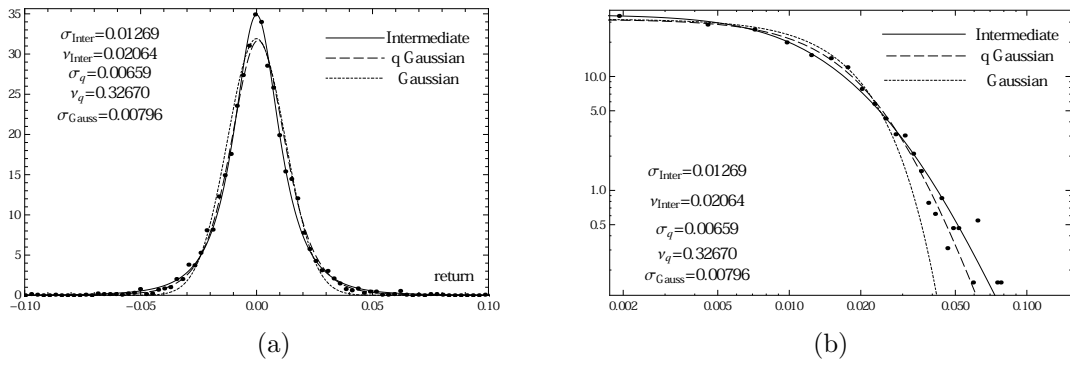 35
30
25
20
15
10
5
0
σInter=0.01269
νInter=0.02064
σq=0.00659
νq=0.32670
σGauss=0.00796
Intermediate
q Gaussian
Gaussian
return
−0.10
−0.05
0.00
0.05
0.10
(a)
10.0
5.0
1.0
0.5
Intermediate
q Gaussian
Gaussian
σInter=0.01269
νInter=0.02064
σq=0.00659
νq=0.32670
σGauss=0.00796
0.002
0.005
0.010
0.020
0.050
0.100
(b)